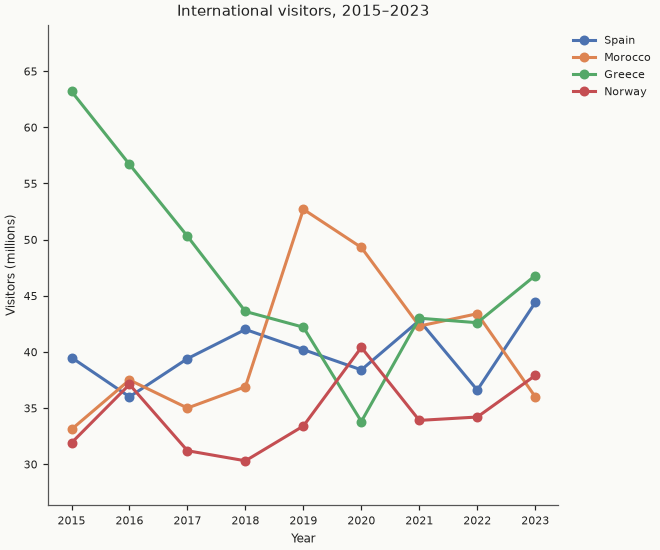 International visitors, 2015–2023
Spain
Morocco
Greece
Norway
Visitors (millions)
65
60
55
50
45
40
35
30
2015 2016 2017 2018 2019 2020 2021 2022 2023
Year